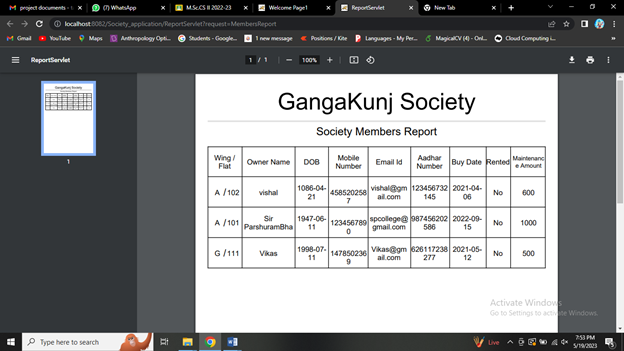 project documents - s
(7) WhatsApp
M.Sc.CS II 2022-23
Welcome Page1
ReportServlet
New Tab
localhost:8082/Society_application/ReportServlet?request=MembersReport
Gmail
YouTube
Maps
Anthropology Opti...
Students - Google...
1 new message
Positions / Kite
Languages - My Per...
MagicalCV (4) - Onl...
Cloud Computing i...
ReportServlet
1 / 1
100%
1
GangaKunj Society
Society Members Report
Wing / Flat Owner Name DOB Mobile Number Email Id Aadhar Number Buy Date Rented Maintenance Amount
A /102 vishal 1086-04-21 4585202587 vishal@gmail.com 123456732145 2021-04-06 No 600
A /101 Sir ParshuramBha 1947-06-11 1234567890 spcollege@gmail.com 987456202586 2022-09-15 No 1000
G /111 Vikas 1998-07-11 1478502369 Vikas@gmail.com 626117238277 2021-05-12 No 500
Activate Windows
Go to Settings to activate Windows.
Type here to search
Live
7:53 PM
5/19/2023